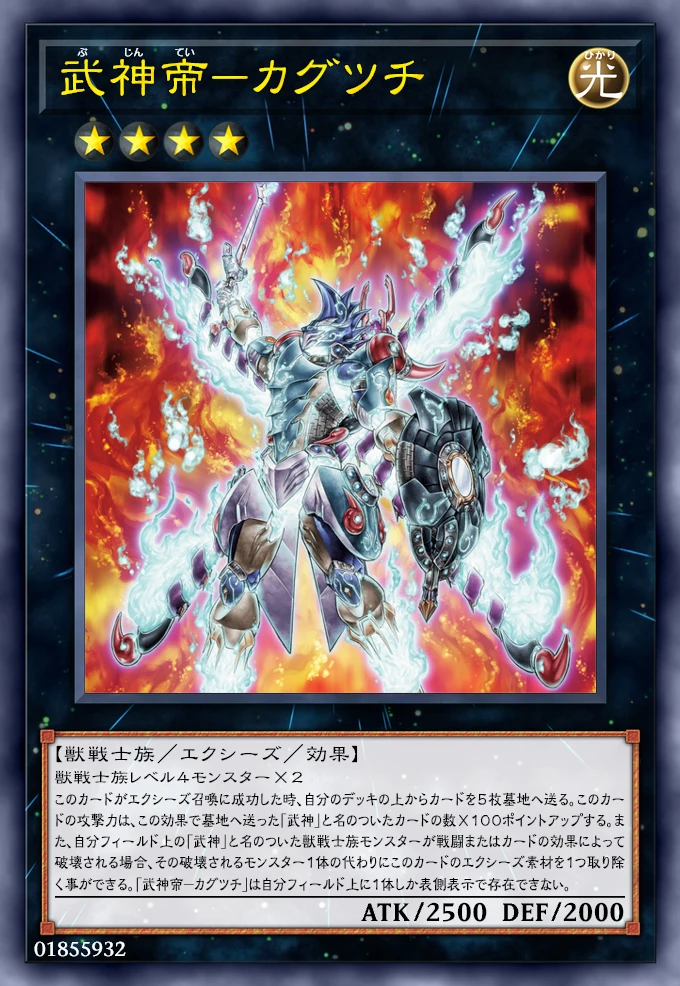 ぶ じん てい
武神帝－カグツチ
ひかり
光
【獣戦士族／エクシーズ／効果】
獣戦士族レベル４モンスター×２
このカードがエクシーズ召喚に成功した時、自分のデッキの上からカードを５枚墓地へ送る。このカー
ドの攻撃力は、この効果で墓地へ送った「武神」と名のついたカードの数×１００ポイントアップする。ま
た、自分フィールド上の「武神」と名のついた獣戦士族モンスターが戦闘またはカードの効果によって
破壊される場合、その破壊されるモンスター１体の代わりにこのカードのエクシーズ素材を１つ取り除
く事ができる。「武神帝－カグツチ」は自分フィールド上に１体しか表側表示で存在できない。
ATK/2500 DEF/2000
01855932